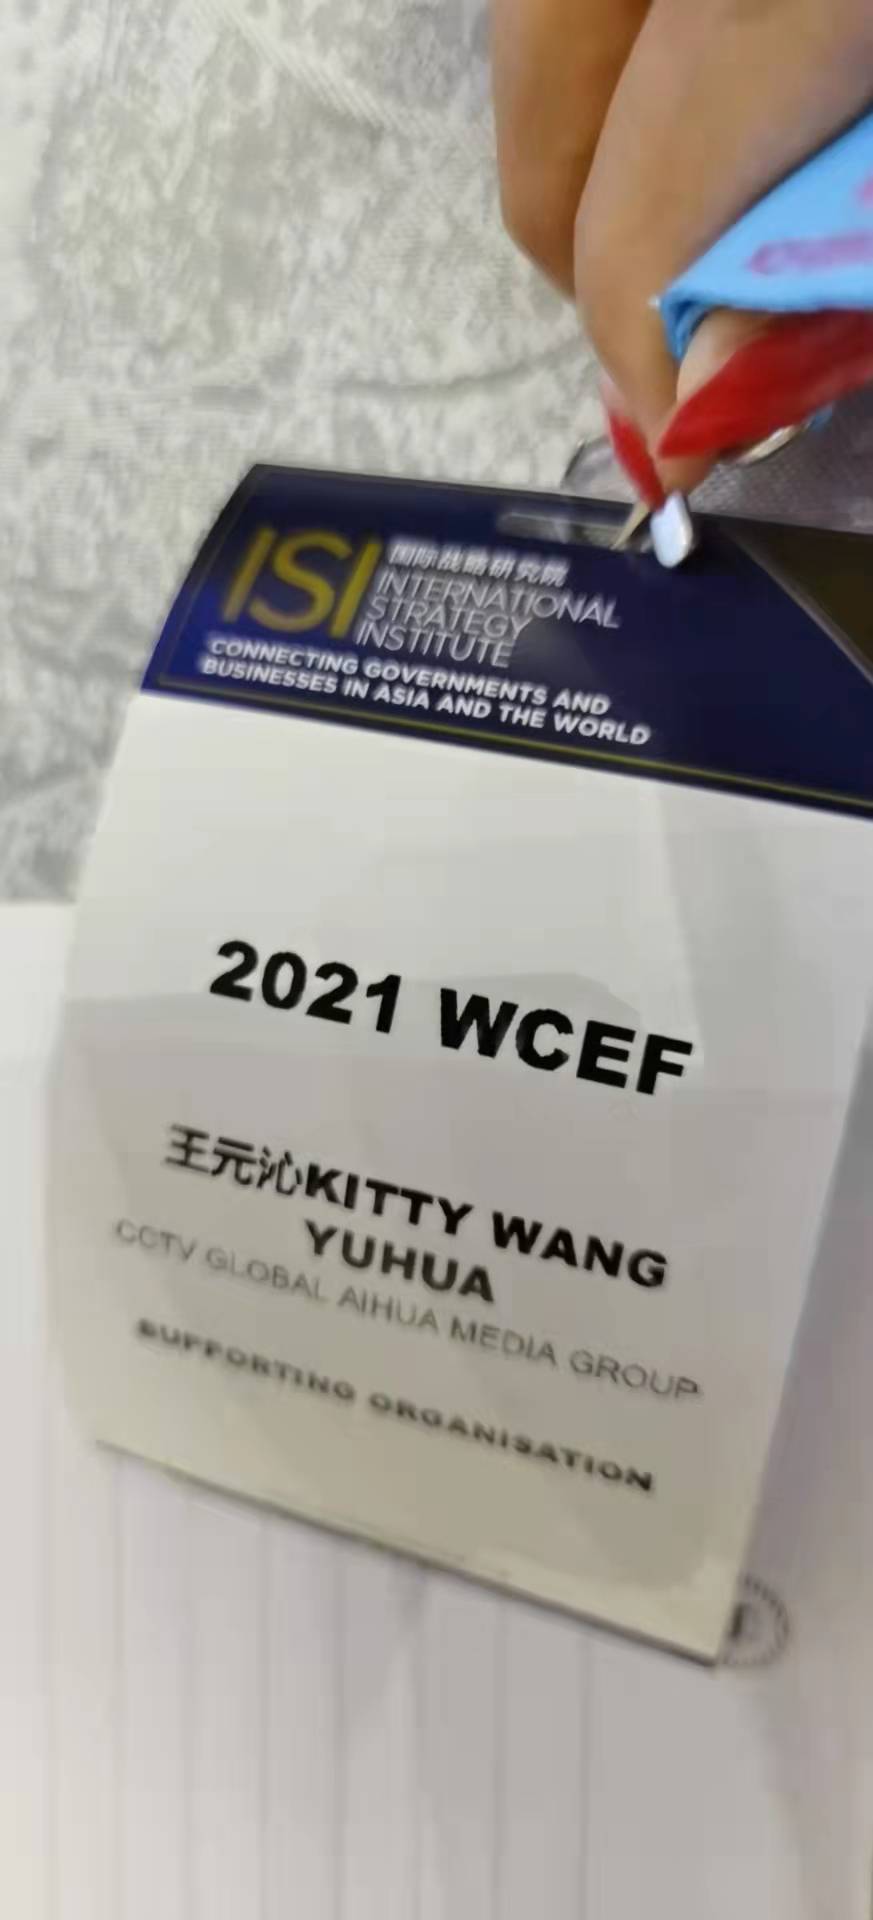 ISI
国际战略研究院
INTERNATIONAL
STRATEGY
INSTITUTE
CONNECTING GOVERNMENTS AND
BUSINESSES IN ASIA AND THE WORLD
2021 WCEF
王元沁KITTY WANG
YUHUA
CCTV GLOBAL AIHUA MEDIA GROUP
SUPPORTING ORGANISATION